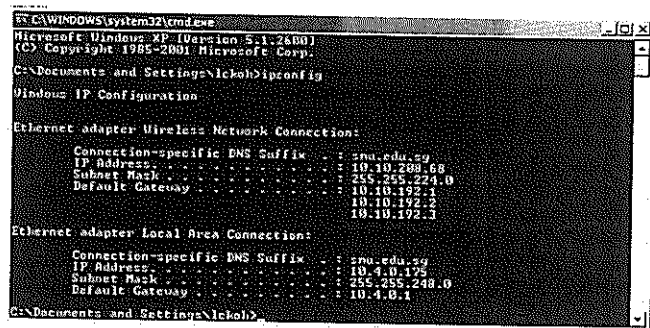 C:\WINDOWS\system32\cmd.exe
Microsoft Windows XP [Version 5.1.2600]
(C) Copyright 1985-2001 Microsoft Corp.
C:\Documents and Settings\lckoh>ipconfig
Windows IP Configuration
Ethernet adapter Wireless Network Connection:
Connection-specific DNS Suffix . : smu.edu.sg
IP Address. . . . . . . . . . . . : 10.10.208.68
Subnet Mask . . . . . . . . . . . : 255.255.224.0
Default Gateway . . . . . . . . . : 10.10.192.1
10.10.192.2
10.10.192.3
Ethernet adapter Local Area Connection:
Connection-specific DNS Suffix . : smu.edu.sg
IP Address. . . . . . . . . . . . : 10.4.0.175
Subnet Mask . . . . . . . . . . . : 255.255.248.0
Default Gateway . . . . . . . . . : 10.4.0.1
C:\Documents and Settings\lckoh>_